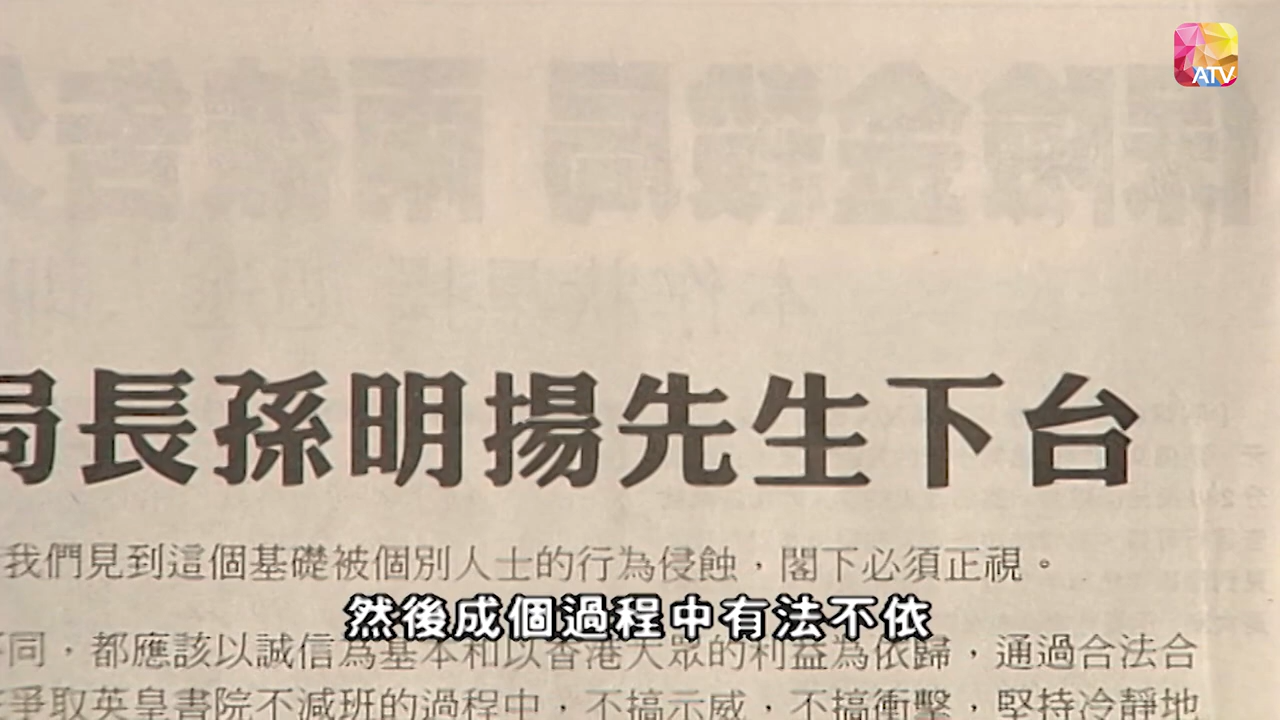 ATV
局長孫明揚先生下台
我們見到這個基礎被個別人士的行為侵蝕，閣下必須正視。
然後成個過程中有法不依
不同，都應該以誠信為基本和以香港大眾的利益為依歸，通過合法合
爭取英皇書院不減班的過程中，不搞示威，不搞衝擊，堅持冷靜地